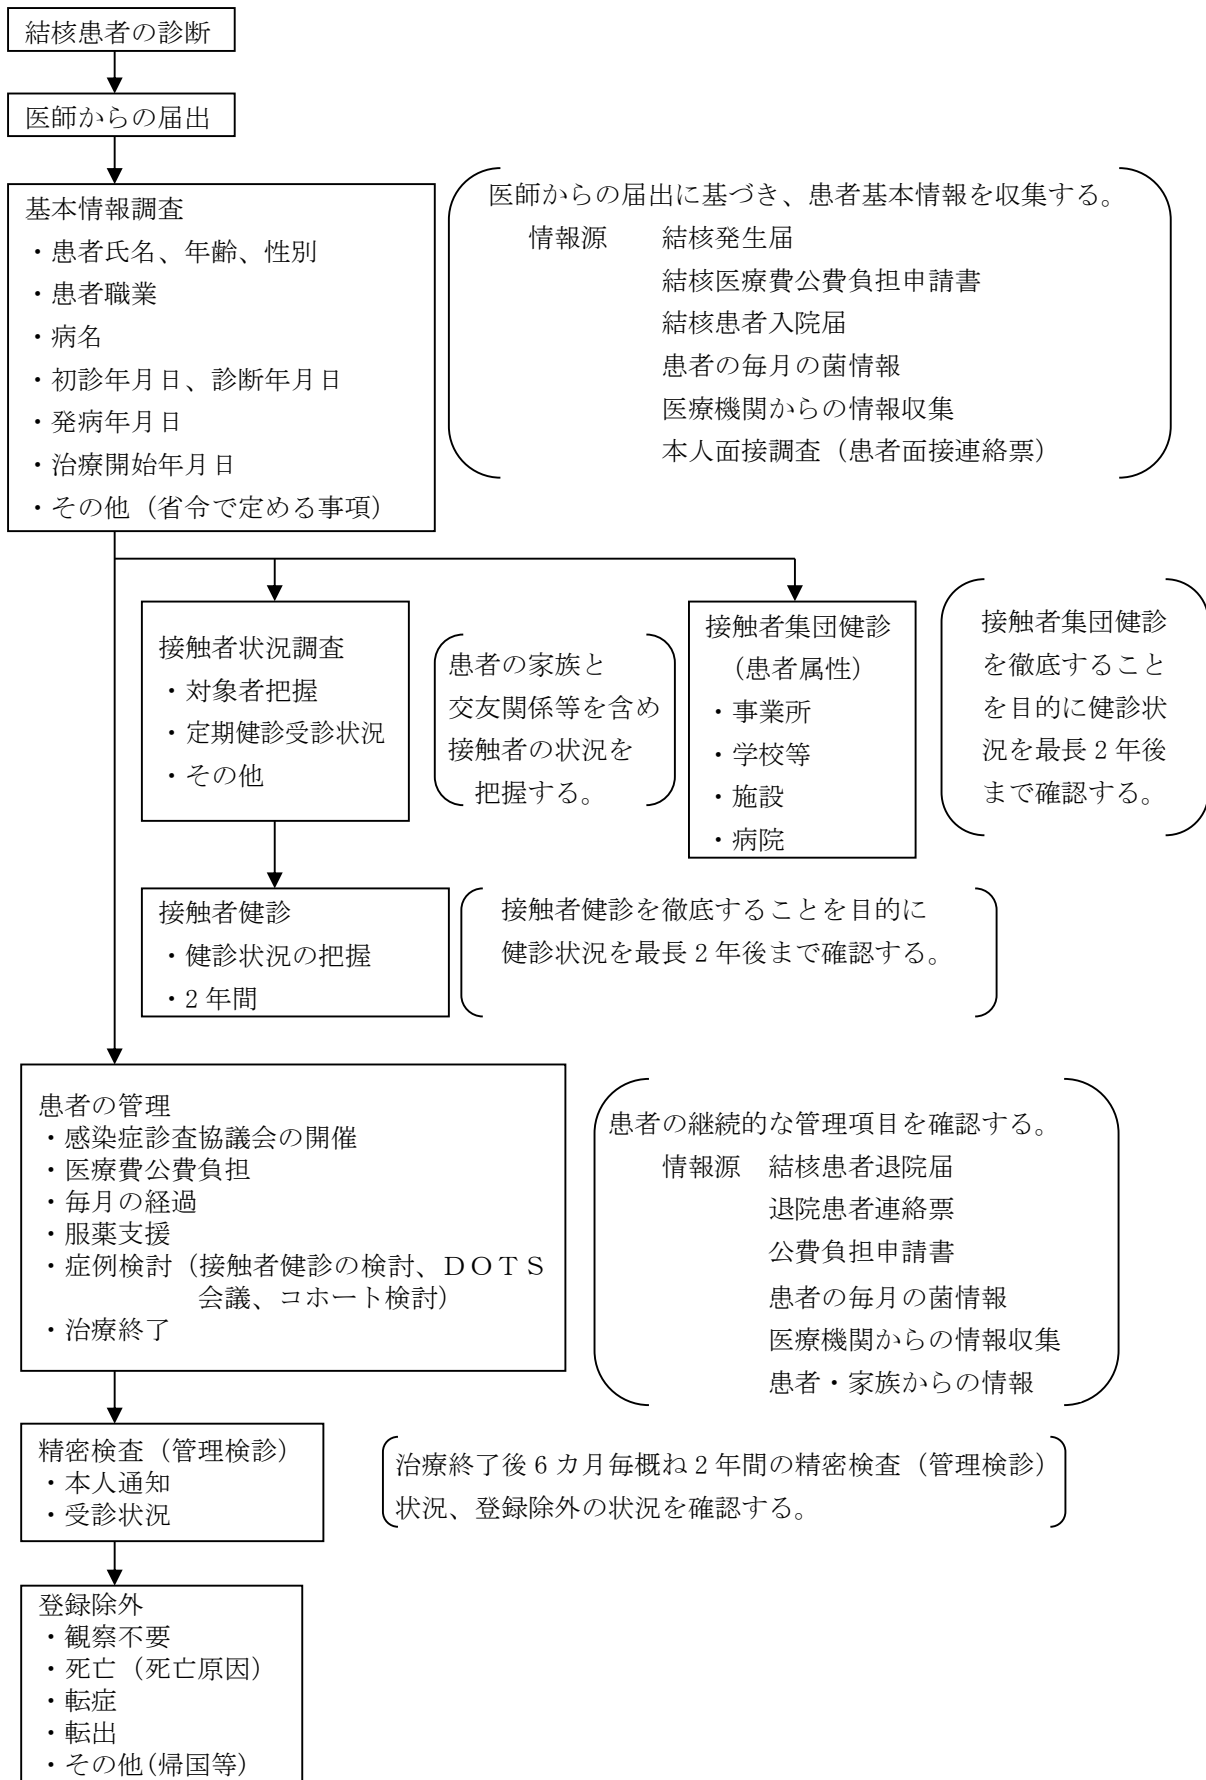 結核患者の診断
医師からの届出
基本情報調査
・患者氏名、年齢、性別
・患者職業
・病名
・初診年月日、診断年月日
・発病年月日
・治療開始年月日
・その他（省令で定める事項）
医師からの届出に基づき、患者基本情報を収集する。
情報源　結核発生届
結核医療費公費負担申請書
結核患者入院届
患者の毎月の菌情報
医療機関からの情報収集
本人面接調査（患者面接連絡票）
接触者状況調査
・対象者把握
・定期健診受診状況
・その他
患者の家族と
交友関係等を含め
接触者の状況を
把握する。
接触者集団健診
（患者属性）
・事業所
・学校等
・施設
・病院
接触者集団健診
を徹底すること
を目的に健診状
況を最長２年後
まで確認する。
接触者健診
・健診状況の把握
・２年間
接触者健診を徹底することを目的に
健診状況を最長２年後まで確認する。
患者の管理
・感染症診査協議会の開催
・医療費公費負担
・毎月の経過
・服薬支援
・症例検討（接触者健診の検討、ＤＯＴＳ
会議、コホート検討）
・治療終了
患者の継続的な管理項目を確認する。
情報源　結核患者退院届
退院患者連絡票
公費負担申請書
患者の毎月の菌情報
医療機関からの情報収集
患者・家族からの情報
精密検査（管理検診）
・本人通知
・受診状況
治療終了後６カ月毎概ね２年間の精密検査（管理検診）
状況、登録除外の状況を確認する。
登録除外
・観察不要
・死亡（死亡原因）
・転症
・転出
・その他(帰国等)